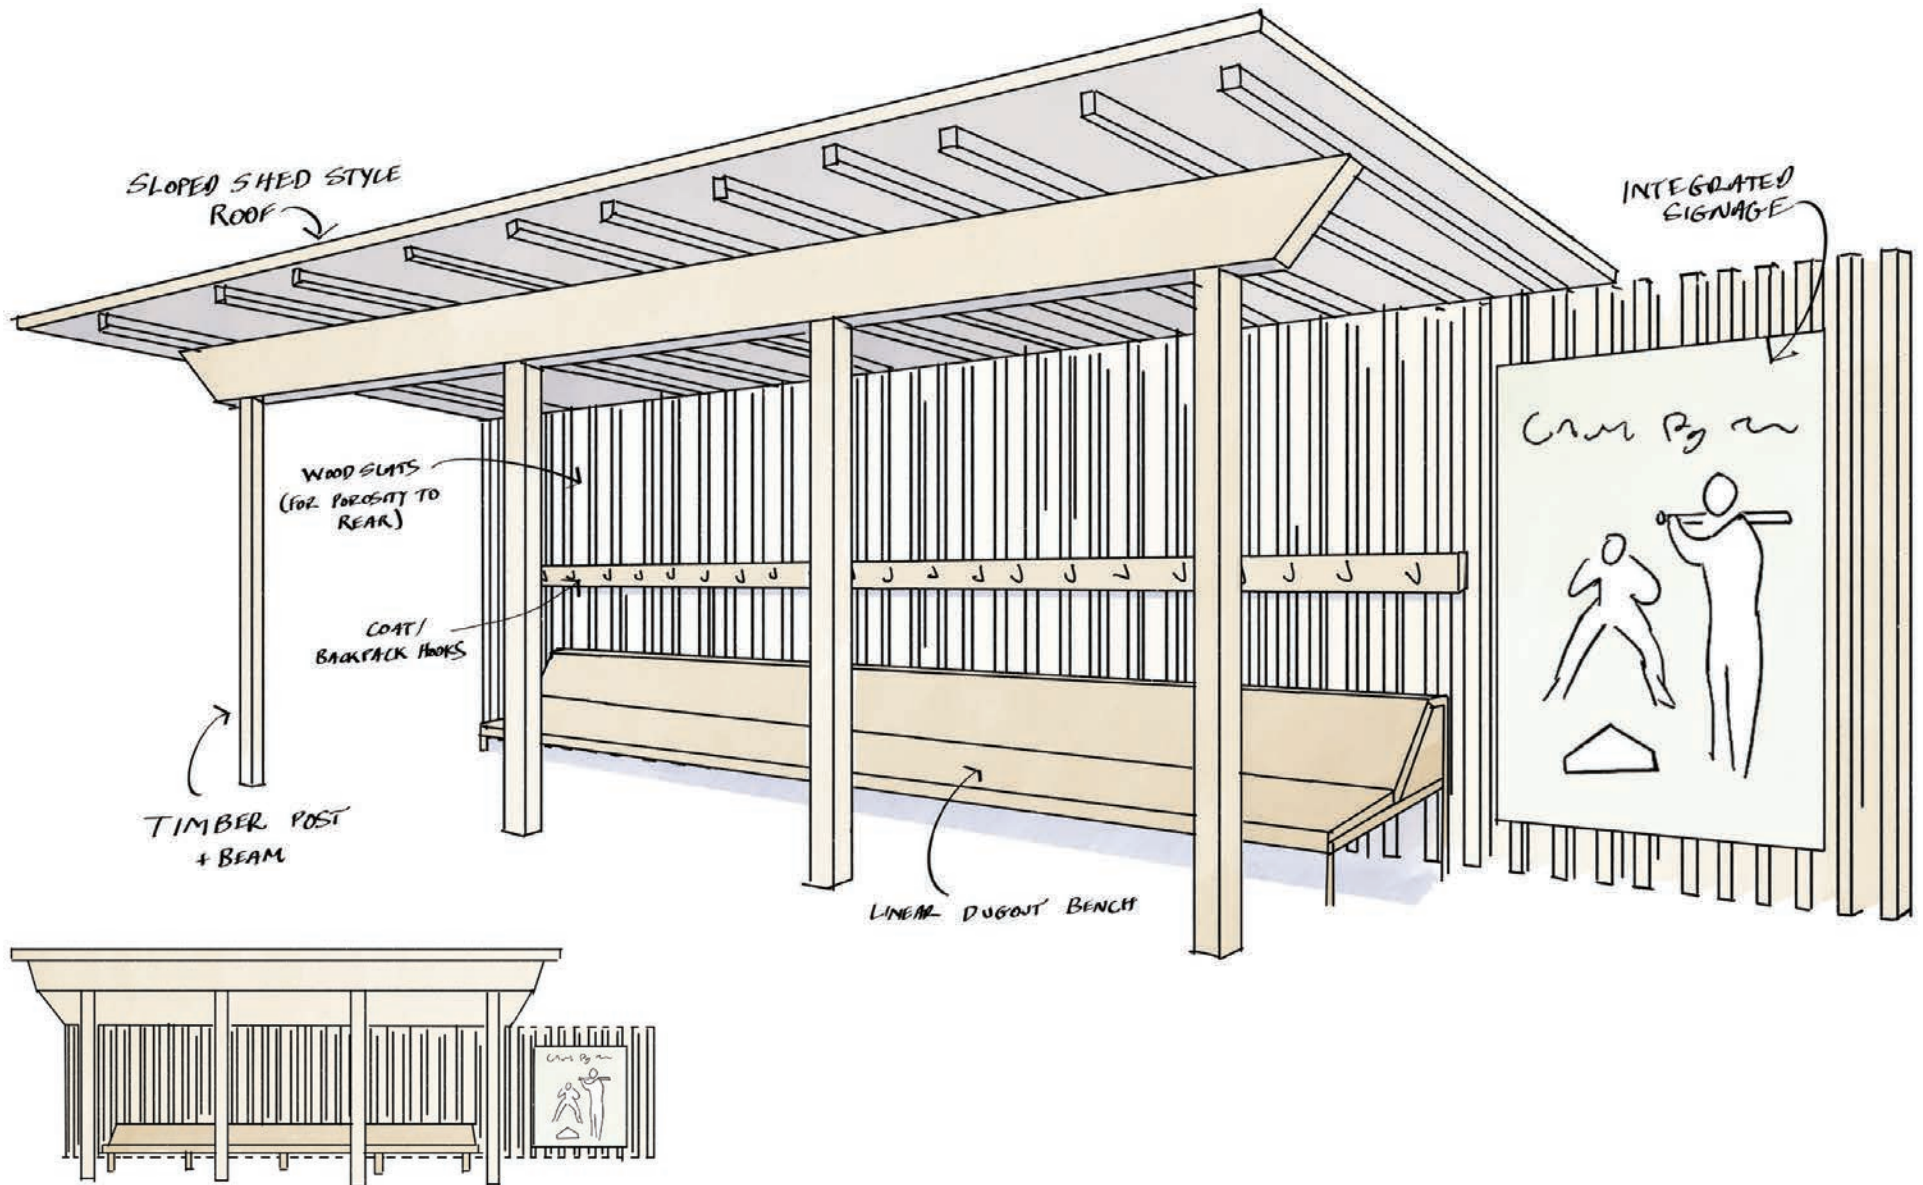 SLOPED SHED STYLE
ROOF
INTEGRATED
SIGNAGE
WOOD SLATS
(FOR POROSITY TO
REAR)
COAT/
BACKPACK HOOKS
TIMBER POST
+ BEAM
LINEAR DUGOUT BENCH